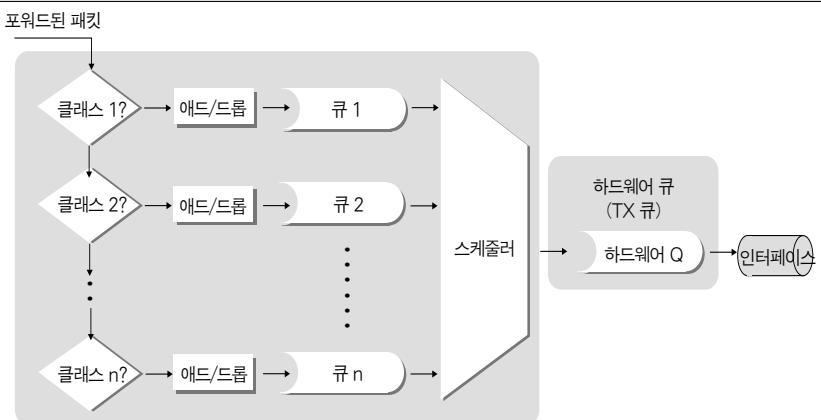 포워드된 패킷
클래스 1?
애드/드롭
큐 1
클래스 2?
애드/드롭
큐 2
스케줄러
하드웨어 큐
(TX 큐)
하드웨어 Q
인터페이스
클래스 n?
애드/드롭
큐 n